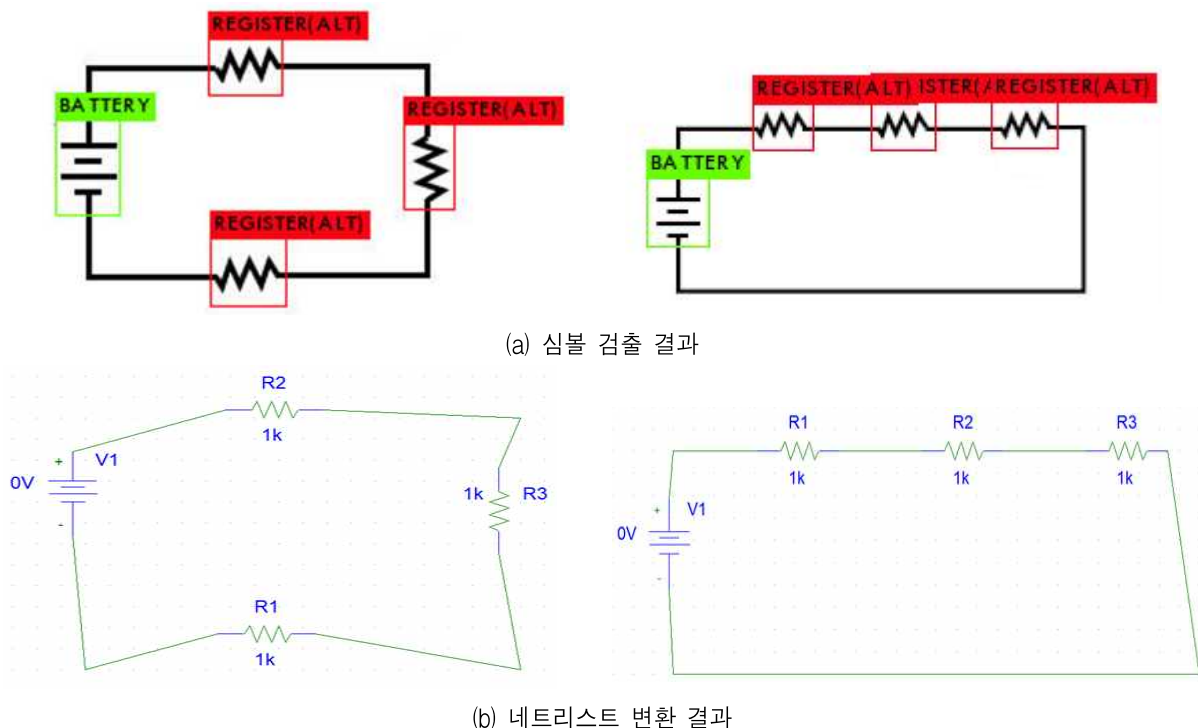 REGISTER(ALT)
BATTERY
REGISTER(ALT)
REGISTER(ALT)
REGISTER(ALT) ISTER(A REGISTER(ALT)
BATTERY
(a) 심볼 검출 결과
R2
1k
+ V1
0V
-
1k R3
R1
1k
R1 R2 R3
1k 1k 1k
+ V1
0V
-
(b) 네트리스트 변환 결과